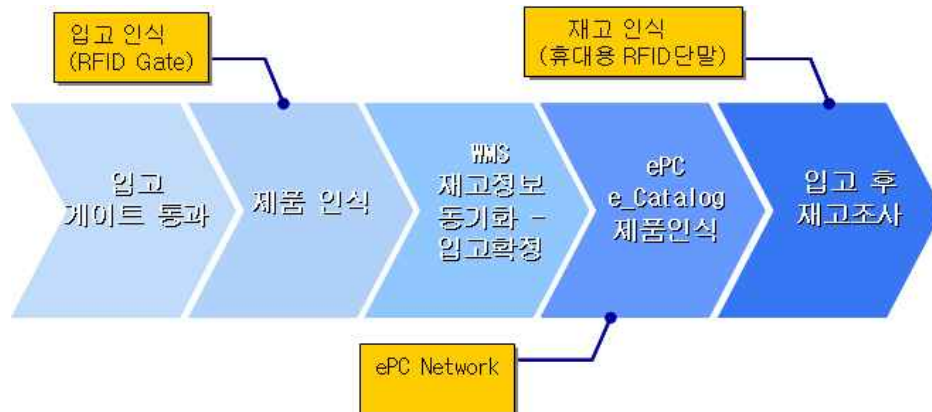 입고 인식
(RFID Gate)
재고 인식
(휴대용 RFID단말)
입고
게이트 통과
제품 인식
WMS
재고정보
동기화 -
입고확정
ePC
e_Catalog
제품인식
입고 후
재고조사
ePC Network